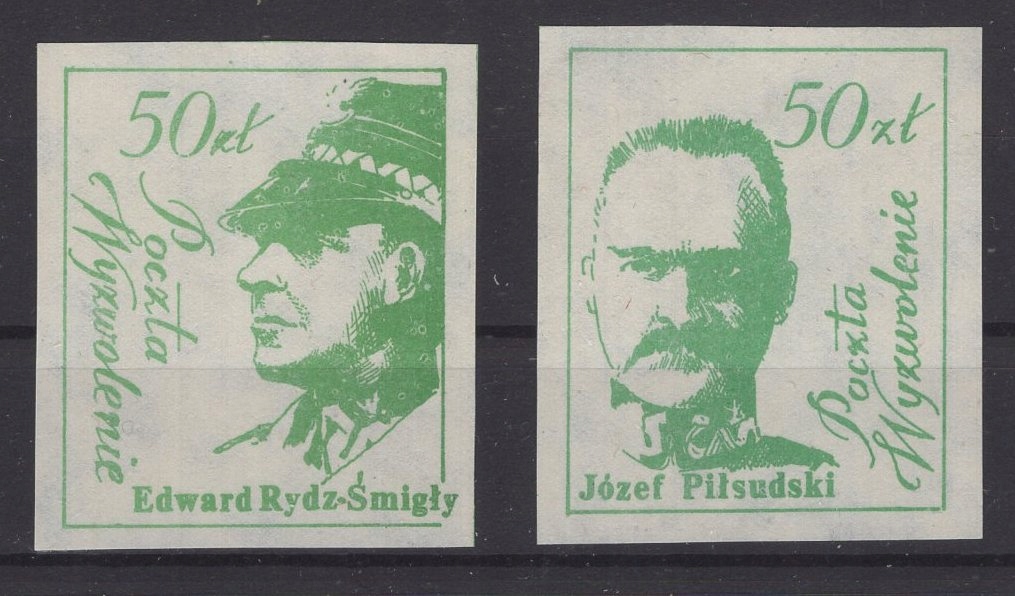 50 zł
Poczta
Wyzwolenie
Edward Rydz-Śmigły
50 zł
Poczta
Wyzwolenie
Józef Piłsudski